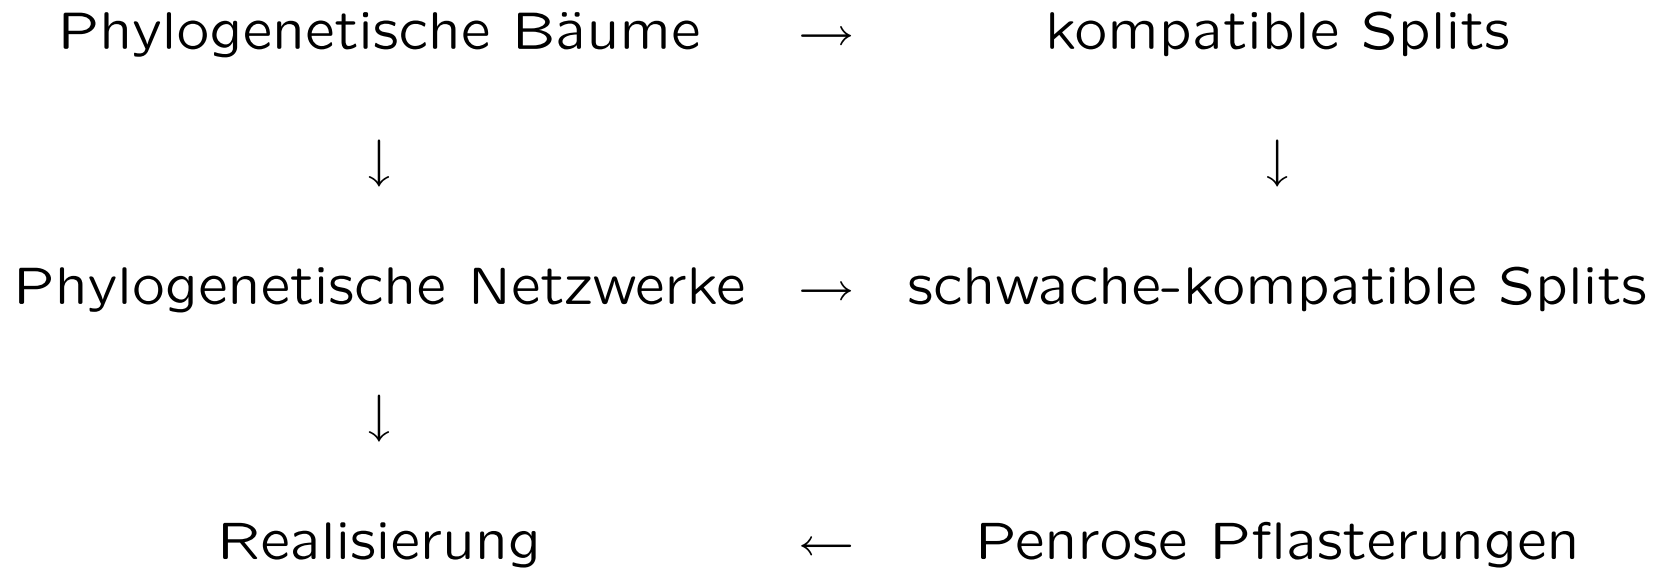 Phylogenetische Bäume → kompatible Splits
↓ ↓
Phylogenetische Netzwerke → schwache-kompatible Splits
↓
Realisierung ← Penrose Pflasterungen